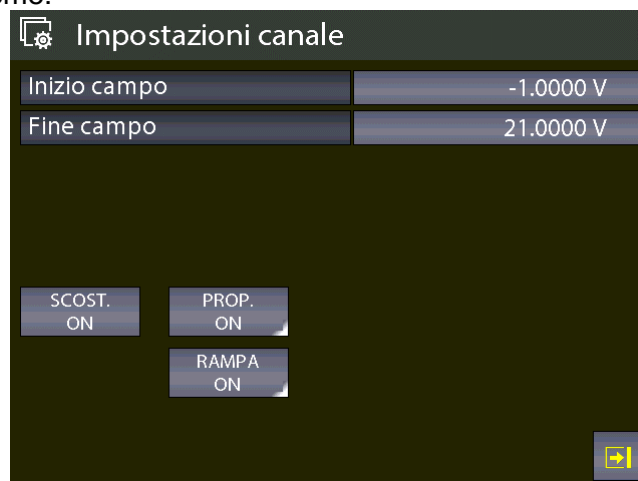 Impostazioni canale
Inizio campo -1.0000 V
Fine campo 21.0000 V
SCOST. PROP.
ON ON
RAMPA
ON